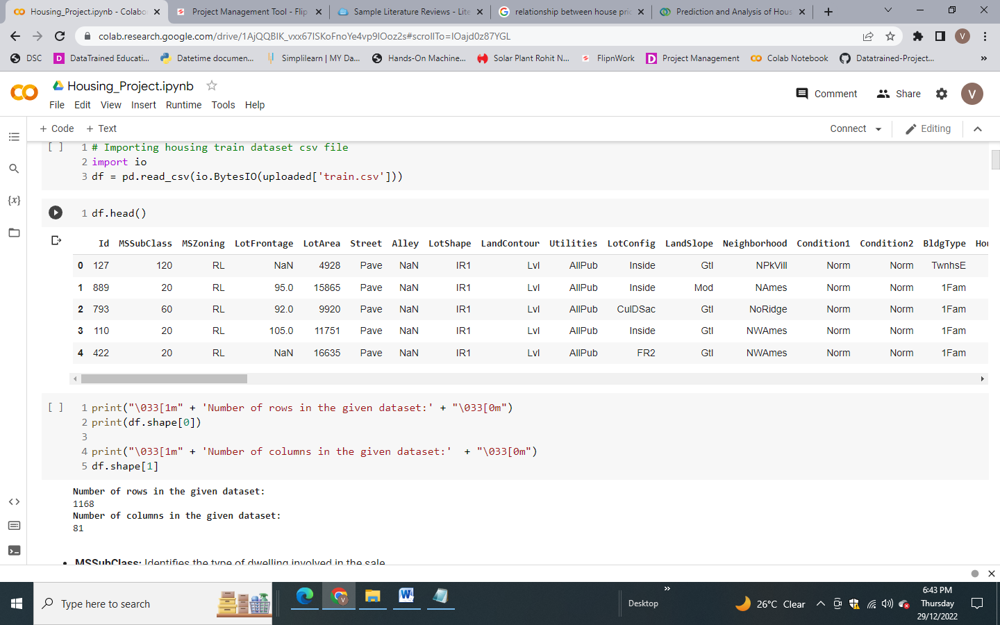 Housing_Project.ipynb - Colabo
Project Management Tool - Flip
Sample Literature Reviews - Lite
relationship between house pric
Prediction and Analysis of Hous
colab.research.google.com/drive/1AjQQBIK_vxx67ISKoFnoYe4vp9IOoz2s#scrollTo=IOajd0z87YGL
V
DSC
D DataTrained Educati...
Datetime documen...
Simplilearn | MY Da...
Hands-On Machine...
Solar Plant Rohit N...
FlipnWork
D Project Management
Colab Notebook
Datatrained-Project...
»
Housing_Project.ipynb
File Edit View Insert Runtime Tools Help
Comment Share V
+ Code + Text
Connect Editing
[ ] 1 # Importing housing train dataset csv file
2 import io
3 df = pd.read_csv(io.BytesIO(uploaded['train.csv']))
{x}
1 df.head()
Id MSSubClass MSZoning LotFrontage LotArea Street Alley LotShape LandContour Utilities LotConfig LandSlope Neighborhood Condition1 Condition2 BldgType Hou
0 127 120 RL NaN 4928 Pave NaN IR1 Lvl AllPub Inside Gtl NPkVill Norm Norm TwnhsE
1 889 20 RL 95.0 15865 Pave NaN IR1 Lvl AllPub Inside Mod NAmes Norm Norm 1Fam
2 793 60 RL 92.0 9920 Pave NaN IR1 Lvl AllPub CulDSac Gtl NoRidge Norm Norm 1Fam
3 110 20 RL 105.0 11751 Pave NaN IR1 Lvl AllPub Inside Gtl NWAmes Norm Norm 1Fam
4 422 20 RL NaN 16635 Pave NaN IR1 Lvl AllPub FR2 Gtl NWAmes Norm Norm 1Fam
[ ] 1 print("\033[1m" + 'Number of rows in the given dataset:' + "\033[0m")
2 print(df.shape[0])
3
4 print("\033[1m" + 'Number of columns in the given dataset:'  + "\033[0m")
5 df.shape[1]
Number of rows in the given dataset:
1168
Number of columns in the given dataset:
81
• MSSubClass: Identifies the type of dwelling involved in the sale
Type here to search
Desktop
»
26°C Clear
6:43 PM
Thursday
29/12/2022